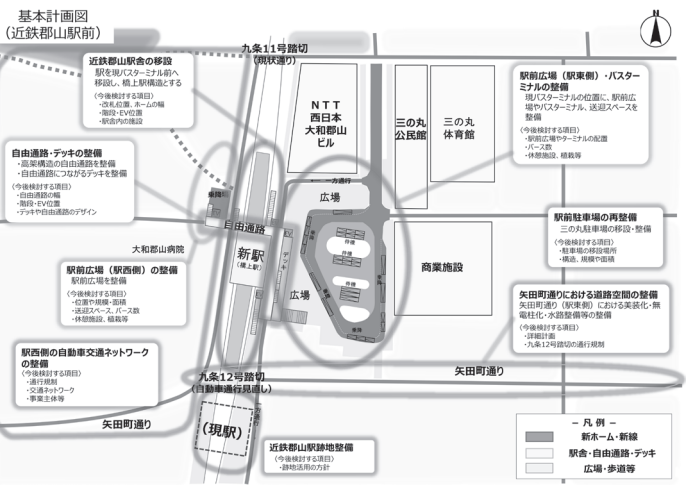 基本計画図
（近鉄郡山駅前）
N
九条11号踏切
（現状通り）
近鉄郡山駅舎の移設
駅を現バスターミナル前へ
移設し、橋上駅構造とする
（今後検討する項目）
・改札位置、ホームの幅
・階段・EV位置
・駅舎内の施設
自由通路・デッキの整備
・高架構造の自由通路を整備
・自由通路につながるデッキを整備
（今後検討する項目）
・自由通路の幅
・階段・EV位置
・デッキや自由通路のデザイン
大和郡山病院
駅前広場（駅西側）の整備
駅前広場を整備
（今後検討する項目）
・位置や規模・面積
・送迎スペース、バース数
・休憩施設、植栽等
駅西側の自動車交通ネットワーク
の整備
（今後検討する項目）
・通行規制
・交通ネットワーク
・事業主体等
矢田町通り
NTT
西日本
大和郡山
ビル
三の丸
公民館
三の丸
体育館
一方通行
広場
自由通路
EV
新駅
（橋上駅）
デッキ
広場
待機
待機
待機
待機
商業施設
駅前広場（駅東側）・バスター
ミナルの整備
現バスターミナルの位置に、駅前広
場やバスターミナル、送迎スペースを
整備
（今後検討する項目）
・駅前広場やターミナルの配置
・バース数
・休憩施設、植栽等
駅前駐車場の再整備
三の丸駐車場の移設・整備
（今後検討する項目）
・駐車場の移設場所
・構造、規模や面積
矢田町通りにおける道路空間の整備
矢田町通り（駅東側）における美装化・無
電柱化・水路整備等の整備
（今後検討する項目）
・詳細計画
・九条12号踏切の通行規制
矢田町通り
九条12号踏切
（自動車通行見直し）
一方通行
（現駅）
近鉄郡山駅跡地整備
（今後検討する項目）
・跡地活用の方針
－ 凡 例 －
新ホーム・新線
駅舎・自由通路・デッキ
広場・歩道等